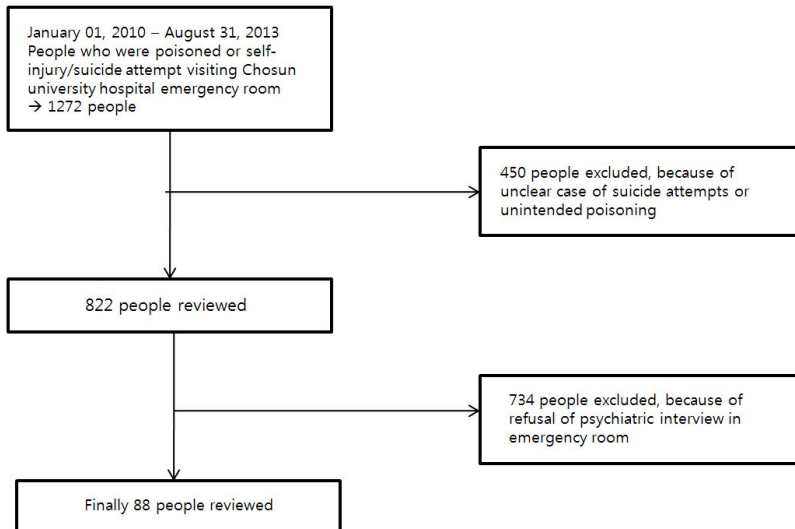 January 01, 2010 – August 31, 2013
People who were poisoned or self-
injury/suicide attempt visiting Chosun
university hospital emergency room
→ 1272 people
450 people excluded, because of
unclear case of suicide attempts or
unintended poisoning
822 people reviewed
734 people excluded, because of
refusal of psychiatric interview in
emergency room
Finally 88 people reviewed